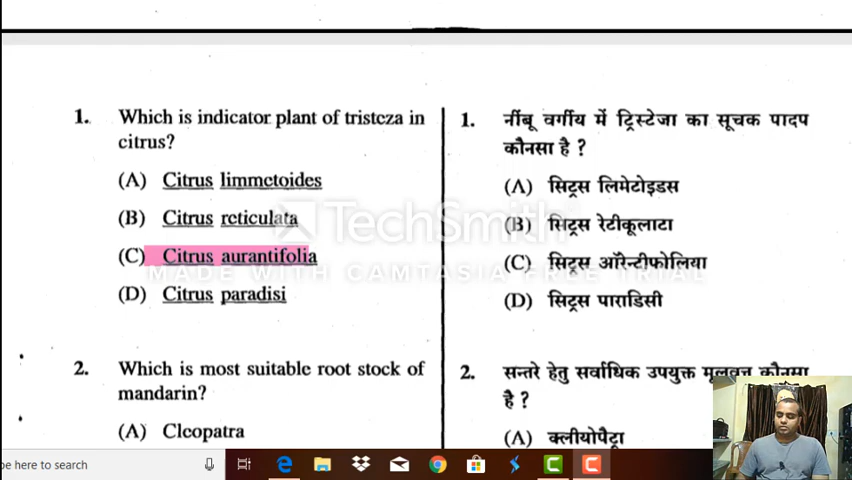 1. Which is indicator plant of tristeza in
citrus?
(A) Citrus limmetoides
(B) Citrus reticulata
(C) Citrus aurantifolia
(D) Citrus paradisi
2. Which is most suitable root stock of
mandarin?
(A) Cleopatra
1. नींबू वर्गीय में ट्रिस्टेजा का सूचक पादप
कौनसा है ?
(A) सिट्रस लिमेटोइडस
(B) सिट्रस रेटीकूलाटा
(C) सिट्रस ऑरेन्टीफोलिया
(D) सिट्रस पाराडिसी
2. सन्तरे हेतु सर्वाधिक उपयुक्त मूलवृन्त कौनसा
है ?
(A) क्लीयोपैट्रा
TechSmith
MADE WITH CAMTASIA FREE TRIAL
pe here to search